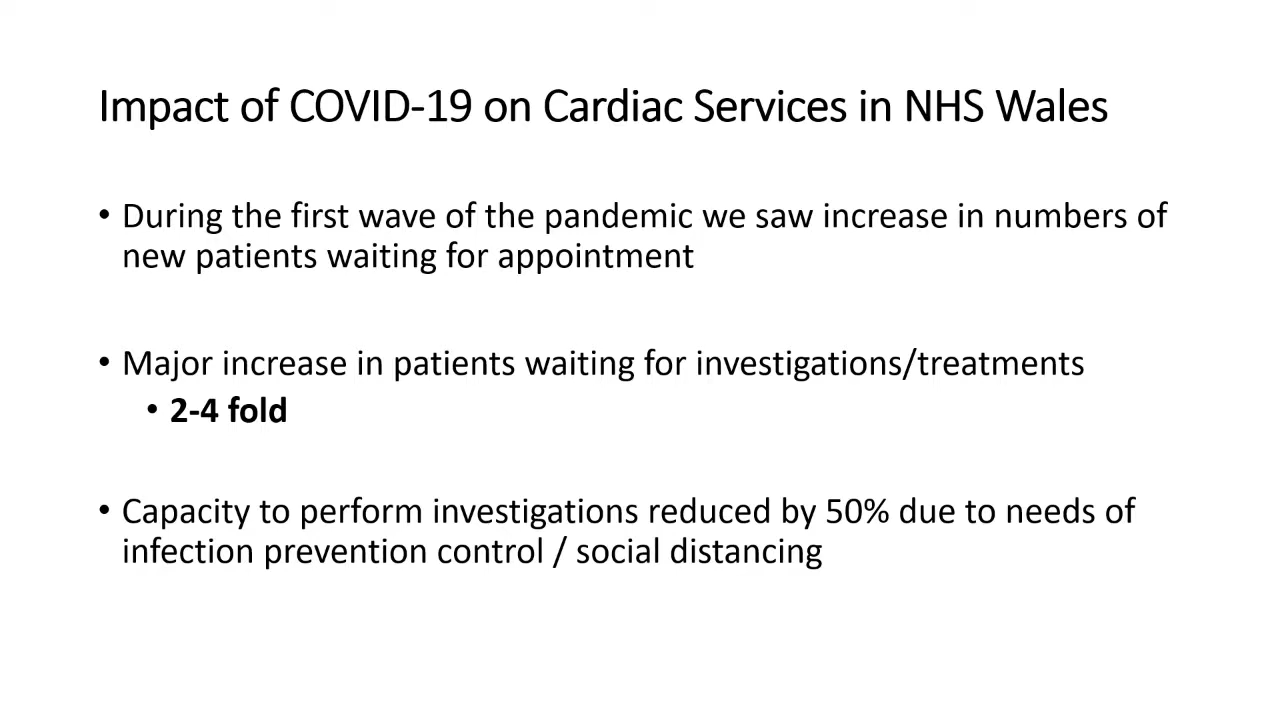 Impact of COVID-19 on Cardiac Services in NHS Wales
• During the first wave of the pandemic we saw increase in numbers of
new patients waiting for appointment
• Major increase in patients waiting for investigations/treatments
• 2-4 fold
• Capacity to perform investigations reduced by 50% due to needs of
infection prevention control / social distancing